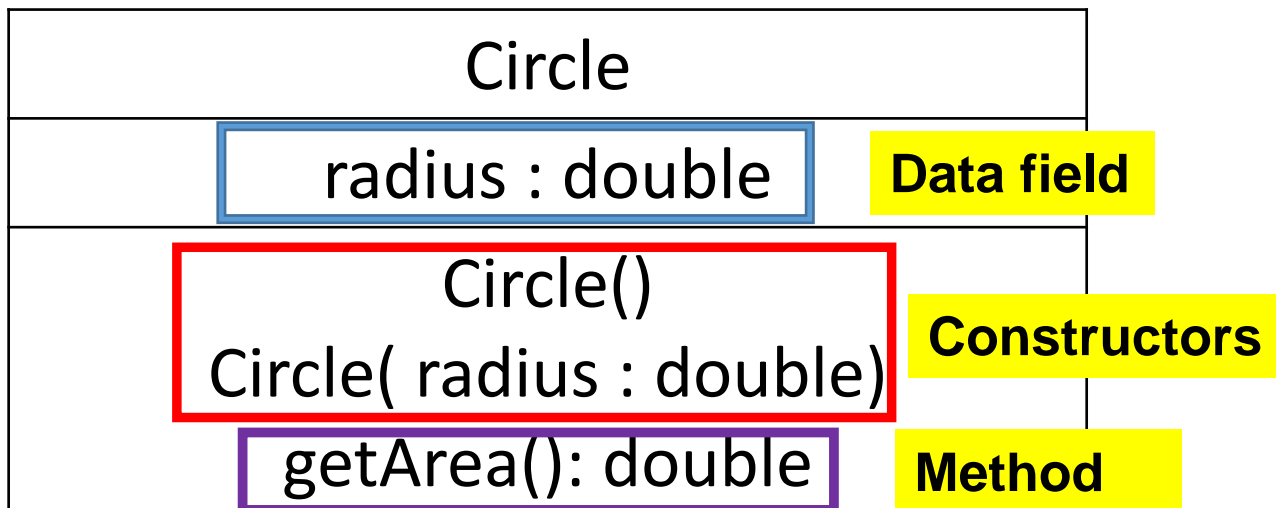 Circle
radius : double
Data field
Circle()
Circle( radius : double)
Constructors
getArea(): double
Method